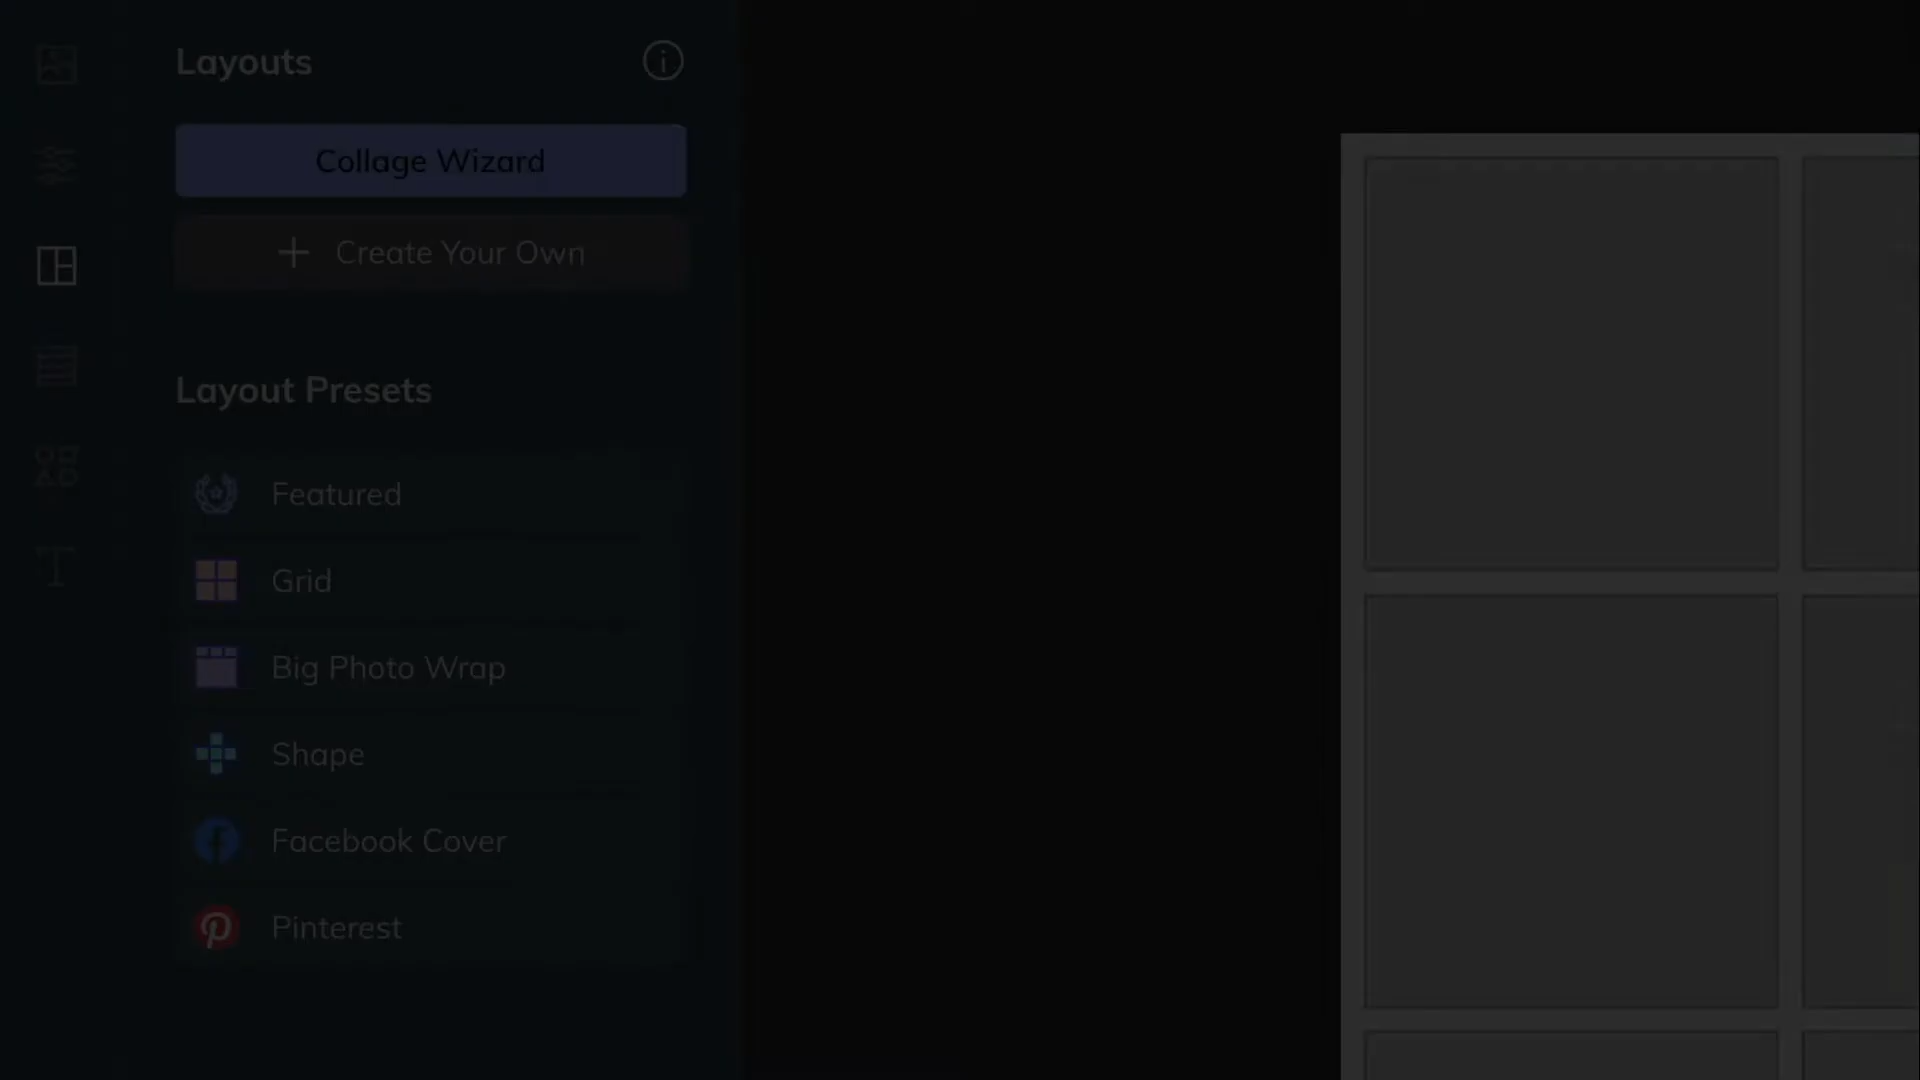 Layouts
Collage Wizard
Create Your Own
Layout Presets
Featured
Grid
Big Photo Wrap
Shape
Facebook Cover
Pinterest